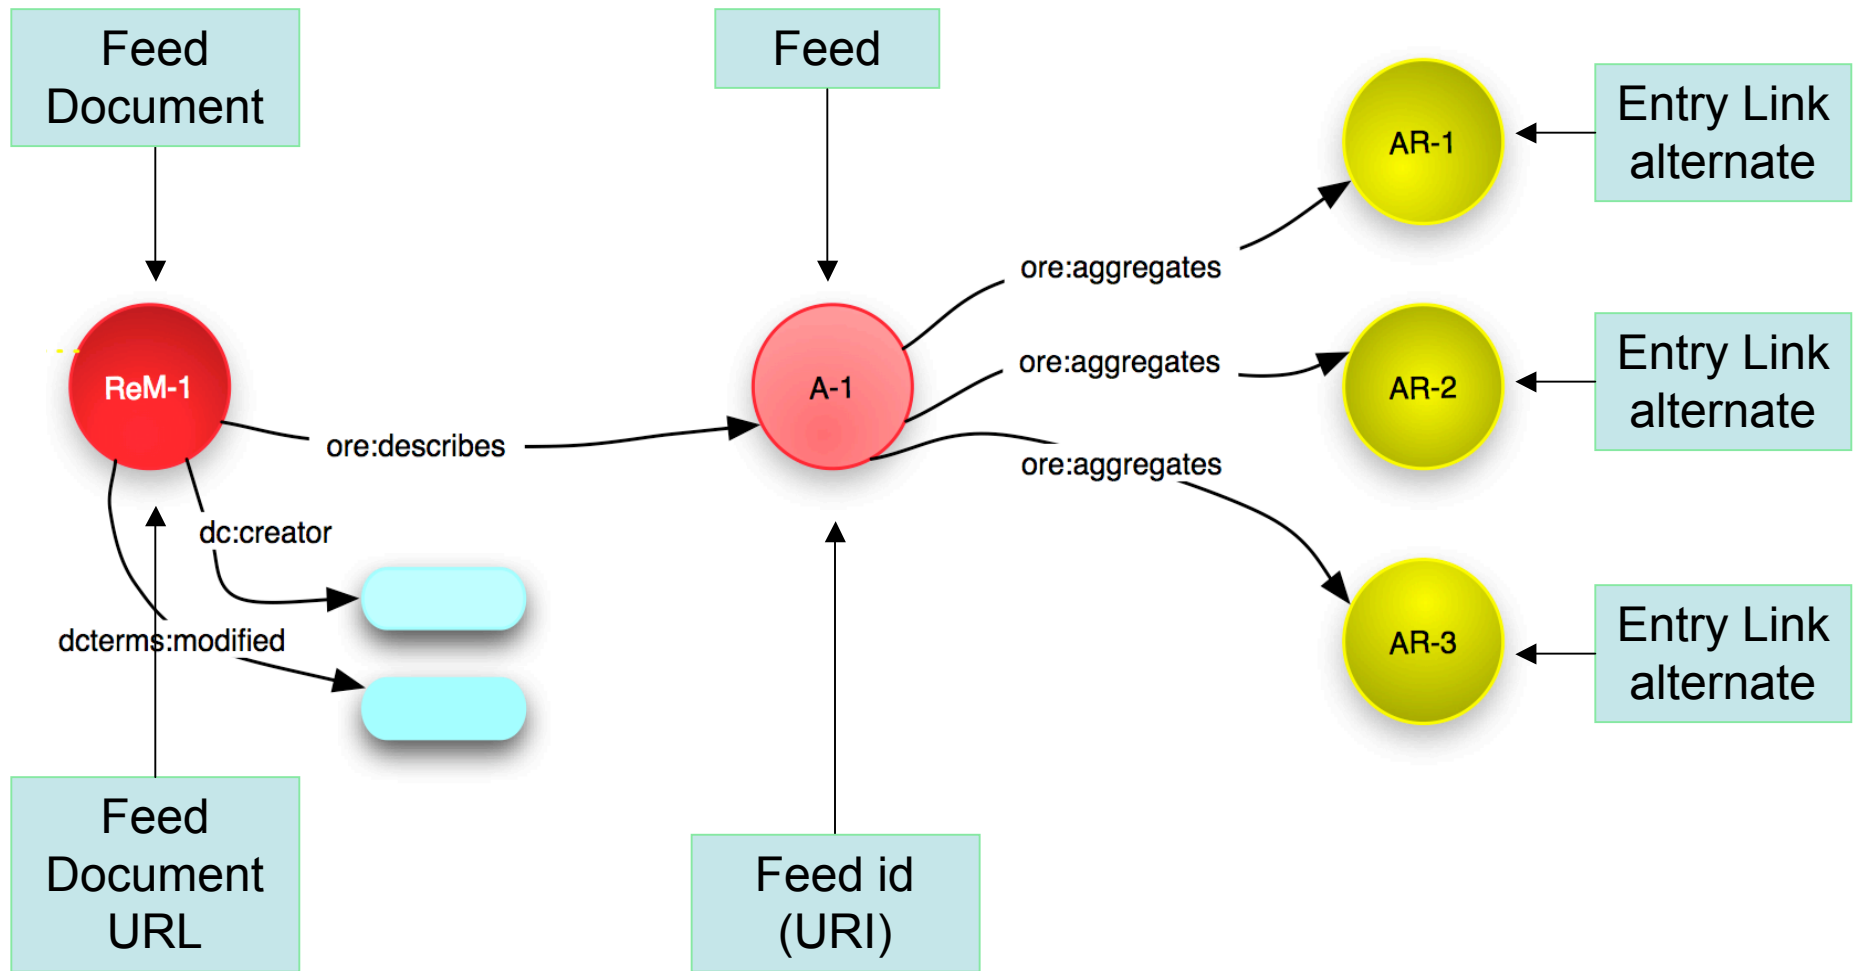 Feed
Document
Feed
Entry Link
alternate
AR-1
ore:aggregates
Entry Link
alternate
ore:aggregates
AR-2
ReM-1
A-1
ore:describes
ore:aggregates
dc:creator
Entry Link
alternate
dcterms:modified
AR-3
Feed
Document
URL
Feed id
(URI)